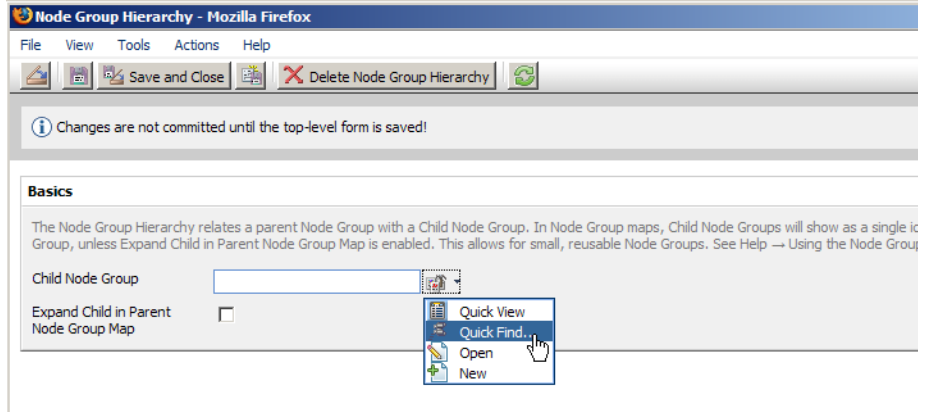 Node Group Hierarchy - Mozilla Firefox
File View Tools Actions Help
Save and Close Delete Node Group Hierarchy
Changes are not committed until the top-level form is saved!
Basics
The Node Group Hierarchy relates a parent Node Group with a Child Node Group. In Node Group maps, Child Node Groups will show as a single ic
Group, unless Expand Child in Parent Node Group Map is enabled. This allows for small, reusable Node Groups. See Help → Using the Node Grou
Child Node Group
Expand Child in Parent
Node Group Map
Quick View
Quick Find...
Open
New